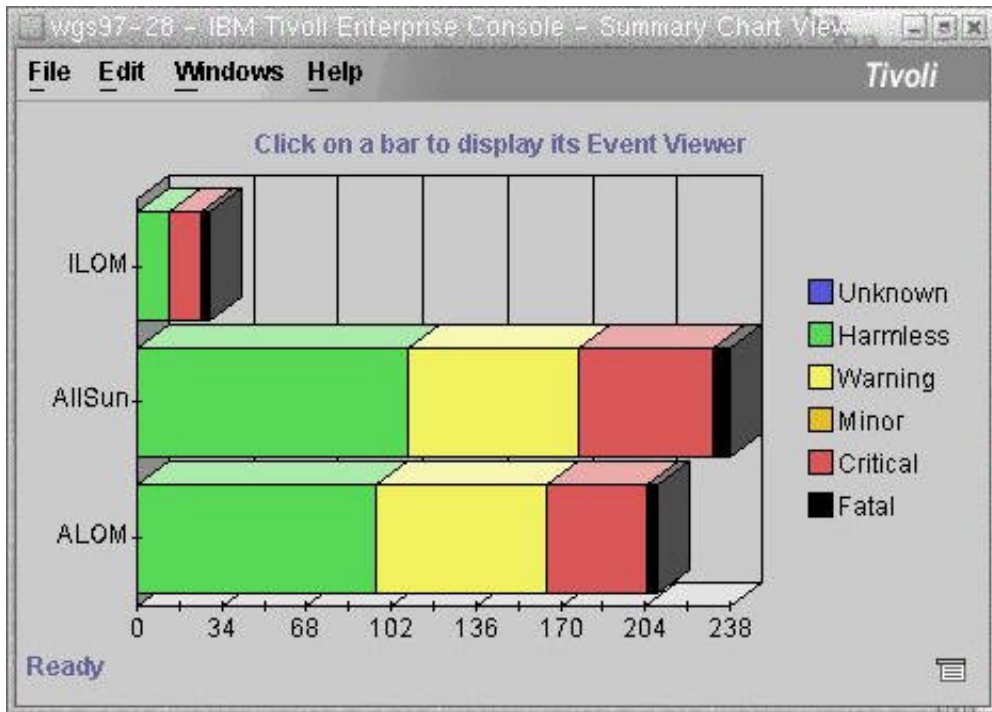 wgs97-28 - IBM Tivoli Enterprise Console - Summary Chart View
File Edit Windows Help Tivoli
Click on a bar to display its Event Viewer
ILOM
AllSun
ALOM
0 34 68 102 136 170 204 238
Unknown
Harmless
Warning
Minor
Critical
Fatal
Ready